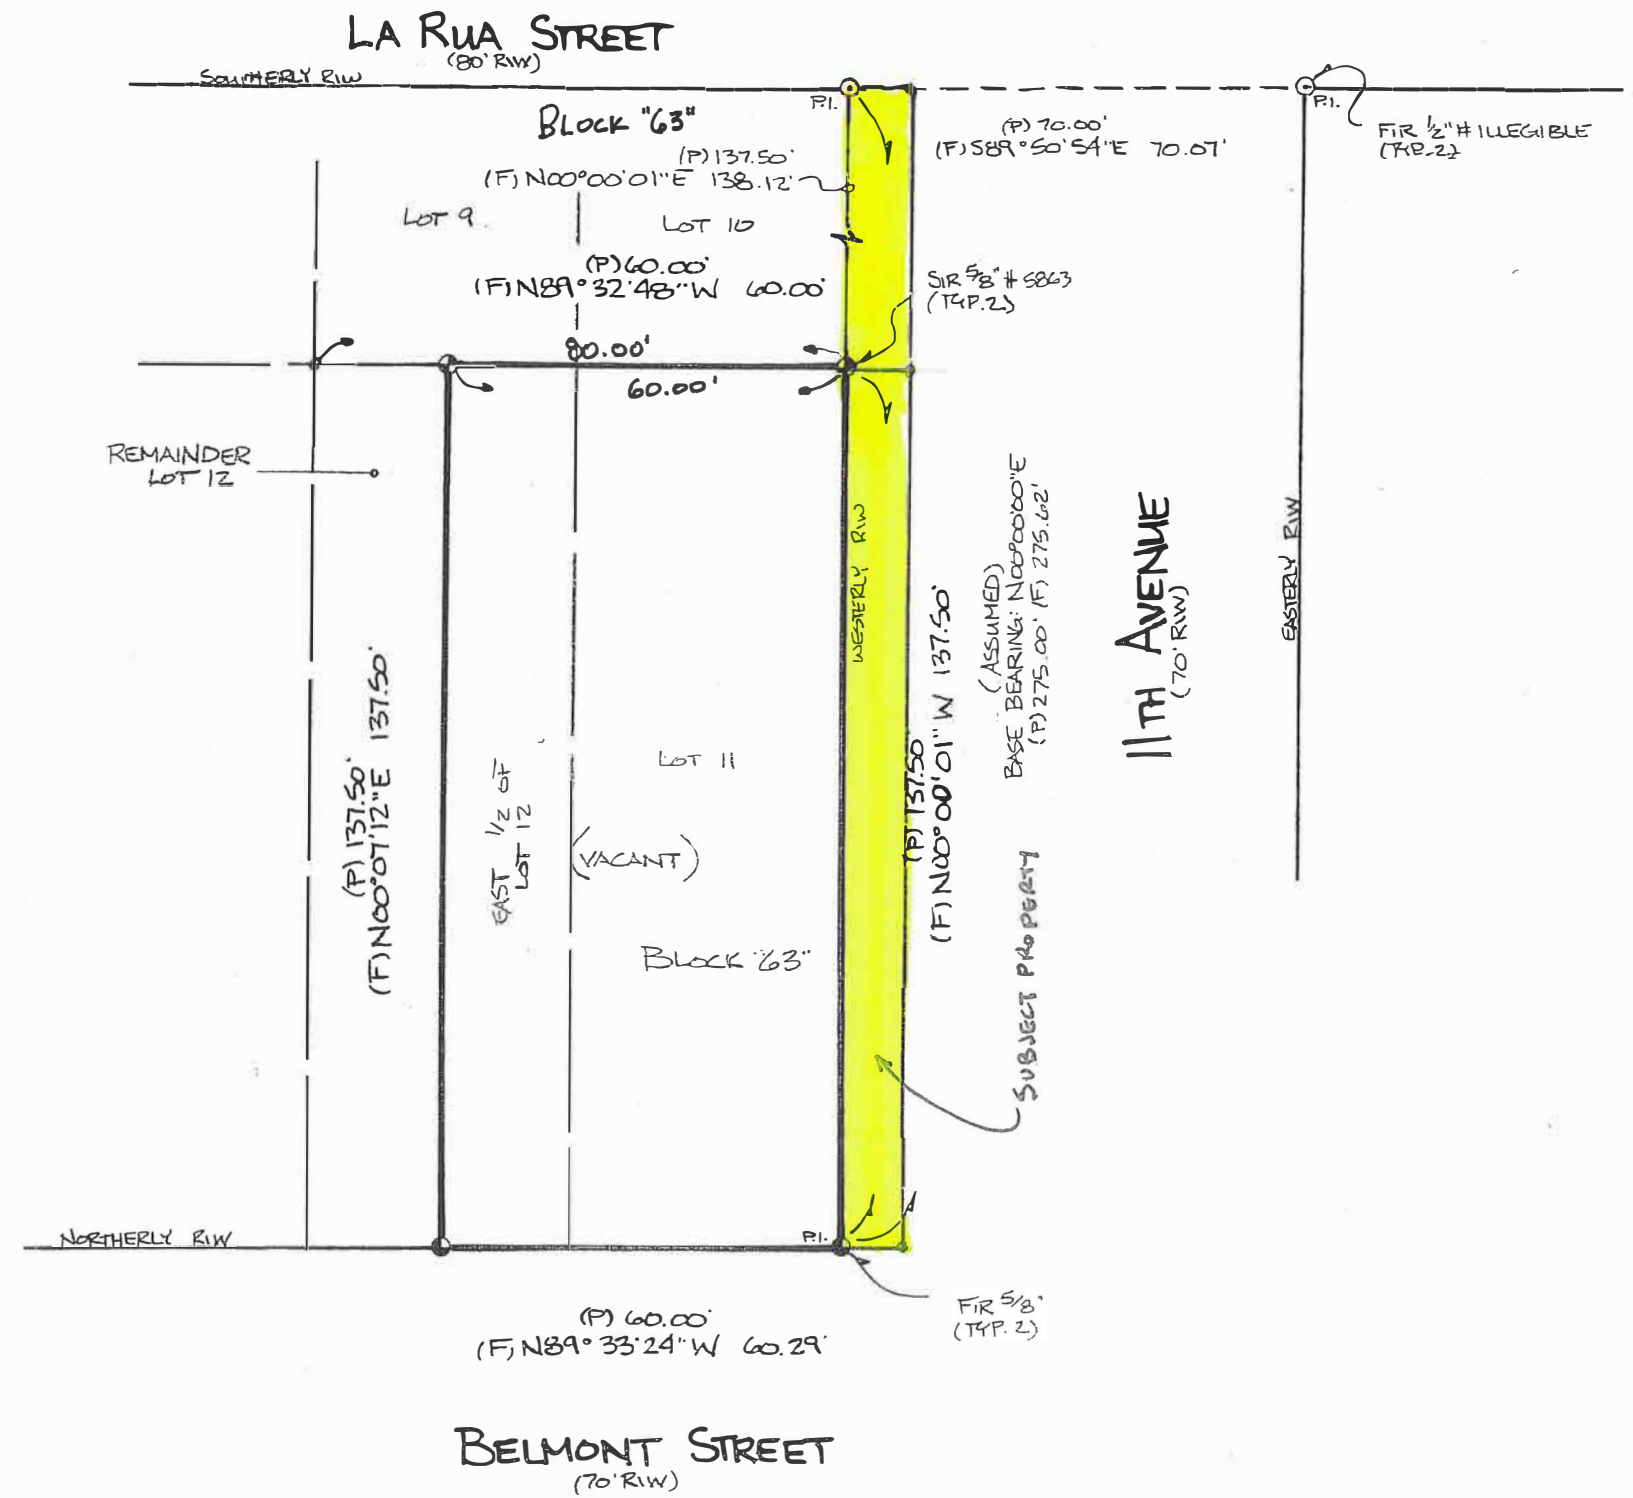 LA RUA STREET
(80' R/W)
SOUTHERLY R/W
P.I.
P.I.
BLOCK "63"
(P) 70.00'
(F) S89°50'54"E 70.07'
FIR 1/2" # ILLEGIBLE
(TYP.2)
(P) 137.50'
(F) N00°00'01"E 138.12'
LOT 9
LOT 10
(P) 60.00'
(F) N89°32'48"W 60.00'
SIR 5/8" # 5863
(TYP.2)
80.00'
60.00'
REMAINDER
LOT 12
WESTERLY R/W
(ASSUMED)
BASE BEARING: N00°00'00"E
(P) 275.00' (F) 275.62'
11TH AVENUE
(70' R/W)
EASTERLY R/W
(P) 137.50'
(F) N00°07'12"E 137.50'
(P) 137.50
(F) N00°00'01"W 137.50'
EAST 1/2 OF
LOT 12
LOT 11
(VACANT)
BLOCK "63"
SUBJECT PROPERTY
NORTHERLY R/W
P.I.
FIR 5/8"
(TYP. 2)
(P) 60.00'
(F) N89°33'24"W 60.29'
BELMONT STREET
(70' R/W)